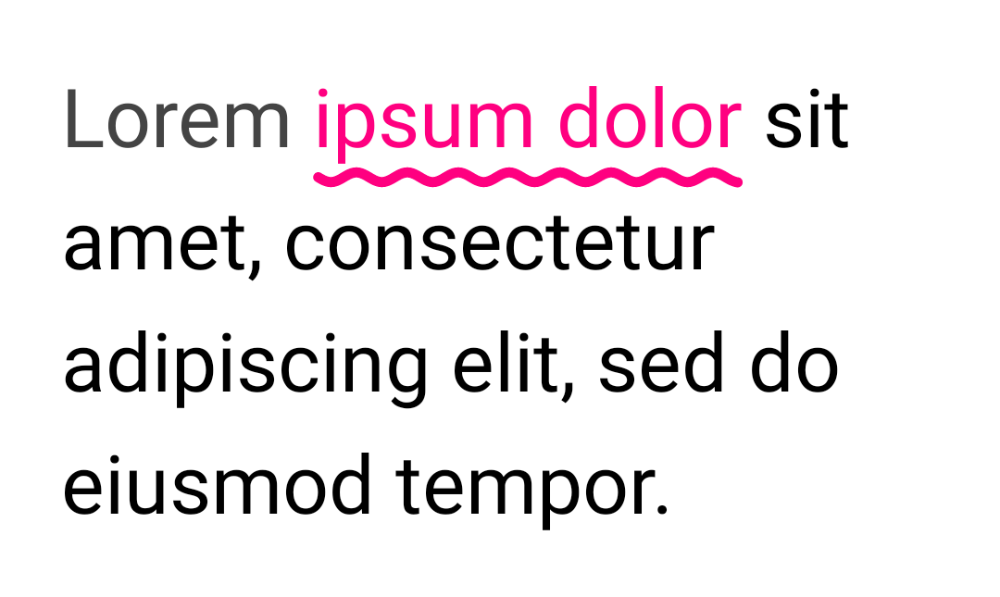 Lorem ipsum dolor sit
amet, consectetur
adipiscing elit, sed do
eiusmod tempor.